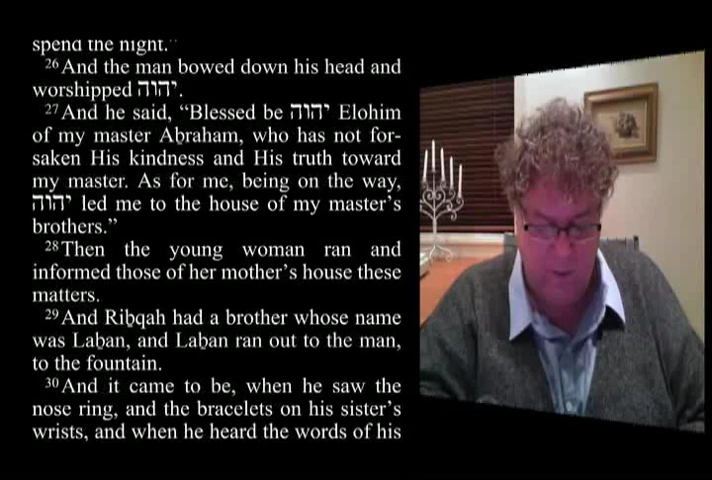 spend the night.”
26 And the man bowed down his head and
worshipped יהוה.
27 And he said, “Blessed be יהוה Elohim
of my master Aḇraham, who has not for-
saken His kindness and His truth toward
my master. As for me, being on the way,
יהוה led me to the house of my master’s
brothers.”
28 Then the young woman ran and
informed those of her mother’s house these
matters.
29 And Riḇqah had a brother whose name
was Laḇan, and Laḇan ran out to the man,
to the fountain.
30 And it came to be, when he saw the
nose ring, and the bracelets on his sister’s
wrists, and when he heard the words of his